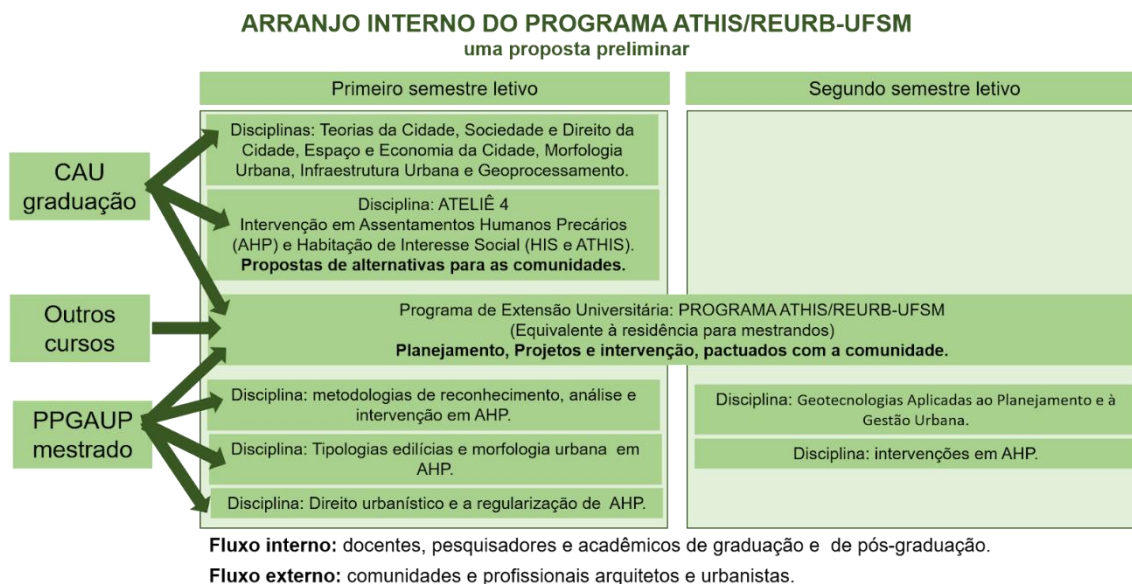 ARRANJO INTERNO DO PROGRAMA ATHIS/REURB-UFSM
uma proposta preliminar
Primeiro semestre letivo
Segundo semestre letivo
CAU
graduação
Disciplinas: Teorias da Cidade, Sociedade e Direito da
Cidade, Espaço e Economia da Cidade, Morfologia
Urbana, Infraestrutura Urbana e Geoprocessamento.
Disciplina: ATELIÊ 4
Intervenção em Assentamentos Humanos Precários
(AHP) e Habitação de Interesse Social (HIS e ATHIS).
Propostas de alternativas para as comunidades.
Outros
cursos
Programa de Extensão Universitária: PROGRAMA ATHIS/REURB-UFSM
(Equivalente à residência para mestrandos)
Planejamento, Projetos e intervenção, pactuados com a comunidade.
PPGAUP
mestrado
Disciplina: metodologias de reconhecimento, análise e
intervenção em AHP.
Disciplina: Tipologias edilícias e morfologia urbana em
AHP.
Disciplina: Direito urbanístico e a regularização de AHP.
Disciplina: Geotecnologias Aplicadas ao Planejamento e à
Gestão Urbana.
Disciplina: intervenções em AHP.
Fluxo interno: docentes, pesquisadores e acadêmicos de graduação e de pós-graduação.
Fluxo externo: comunidades e profissionais arquitetos e urbanistas.